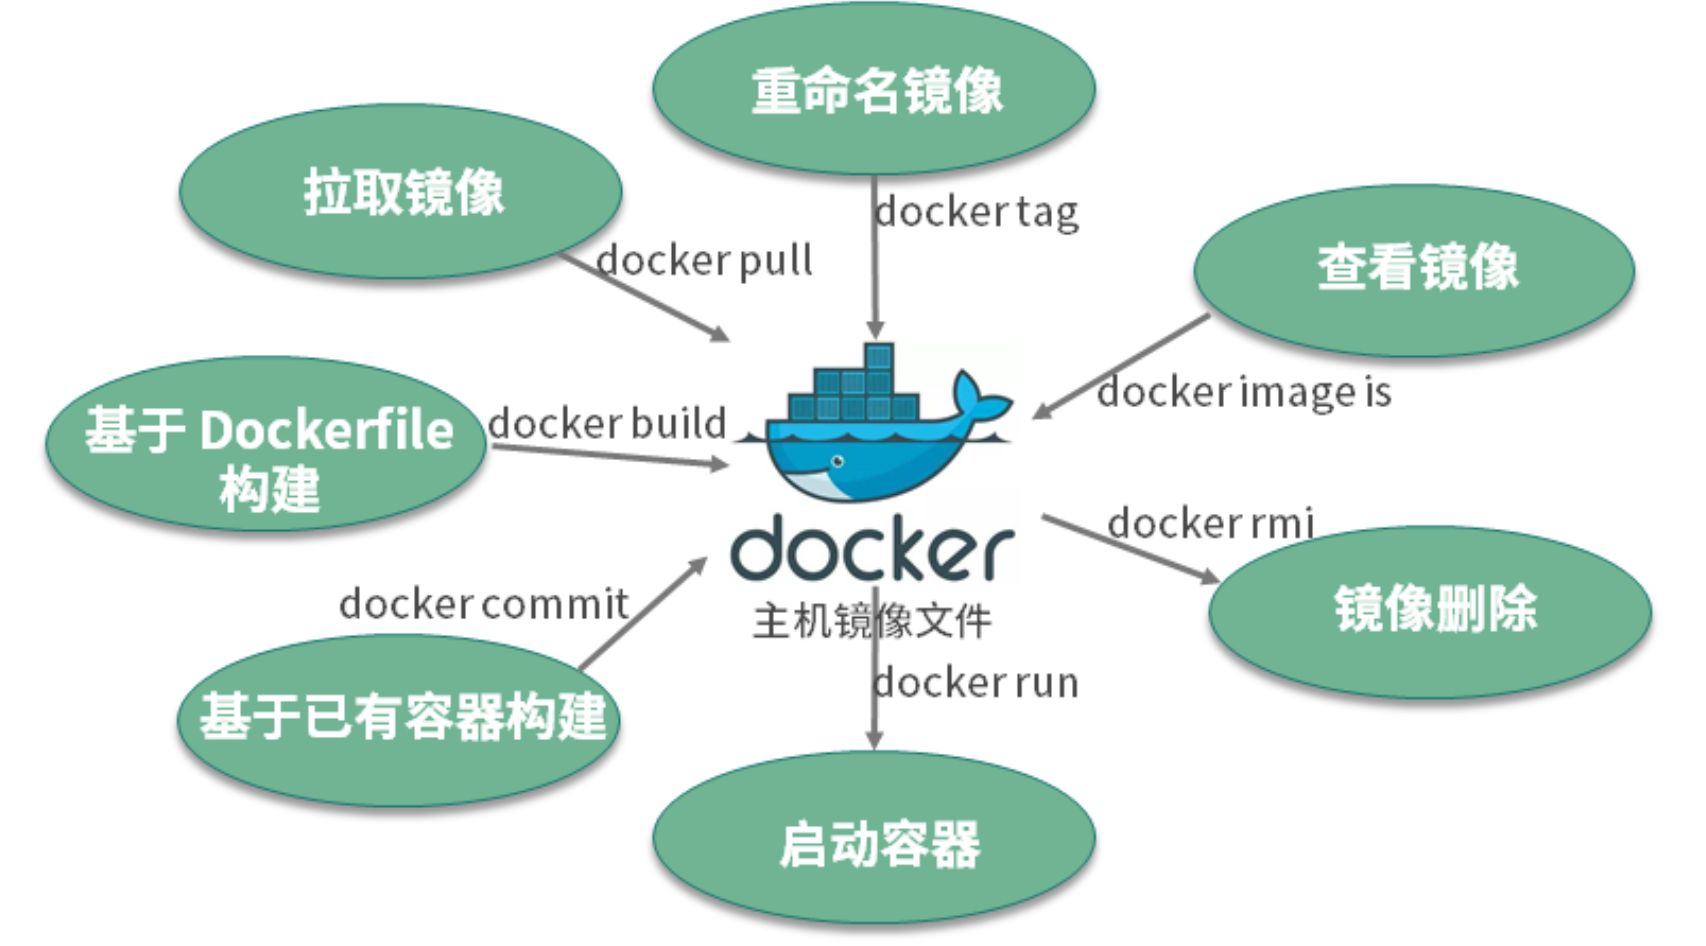 重命名镜像
拉取镜像
docker tag
查看镜像
docker pull
docker image is
基于 Dockerfile
构建
docker build
docker rmi
docker
镜像删除
docker commit
主机镜像文件
docker run
基于已有容器构建
启动容器